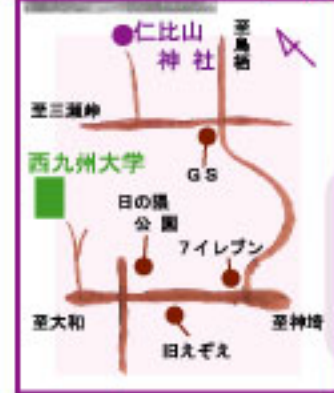 仁比山
神社
至鳥栖
至三瀬峠
GS
西九州大学
日の隈
公園
7イレブン
至大和
至神埼
旧えぞえ